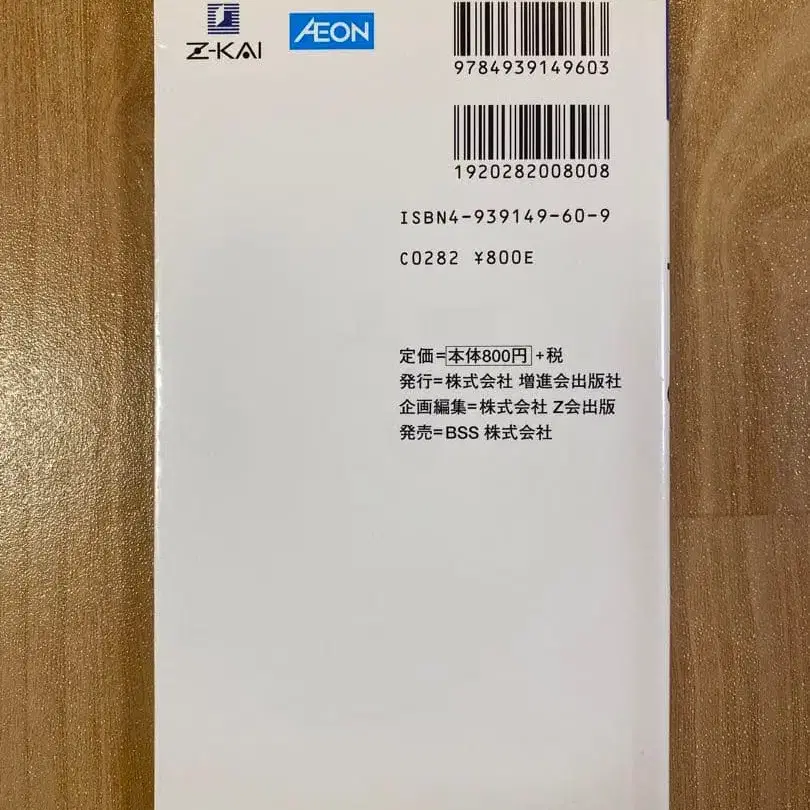 Z-KAI
ÆON
9784939149603
1920282008008
ISBN4-939149-60-9
C0282 ¥800E
定価=本体800円+税
発行=株式会社 増進会出版社
企画編集=株式会社 Z会出版
発売=BSS 株式会社